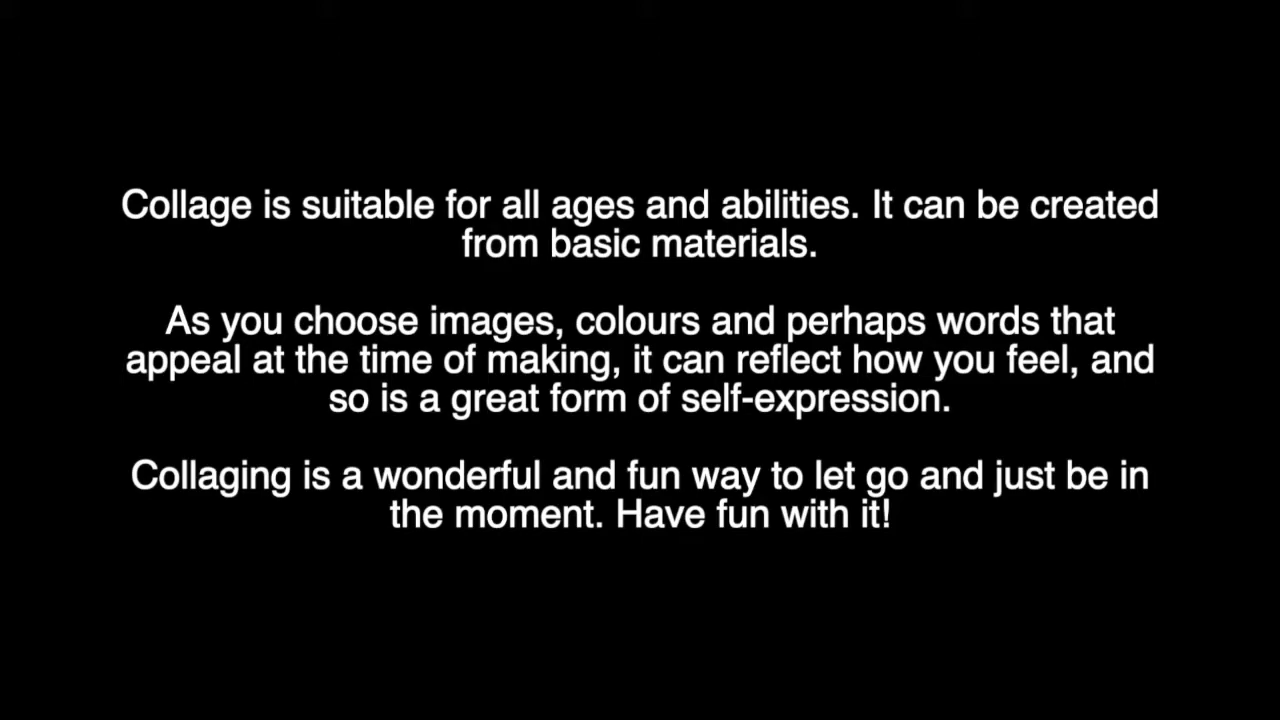 Collage is suitable for all ages and abilities. It can be created
from basic materials.
As you choose images, colours and perhaps words that
appeal at the time of making, it can reflect how you feel, and
so is a great form of self-expression.
Collaging is a wonderful and fun way to let go and just be in
the moment. Have fun with it!